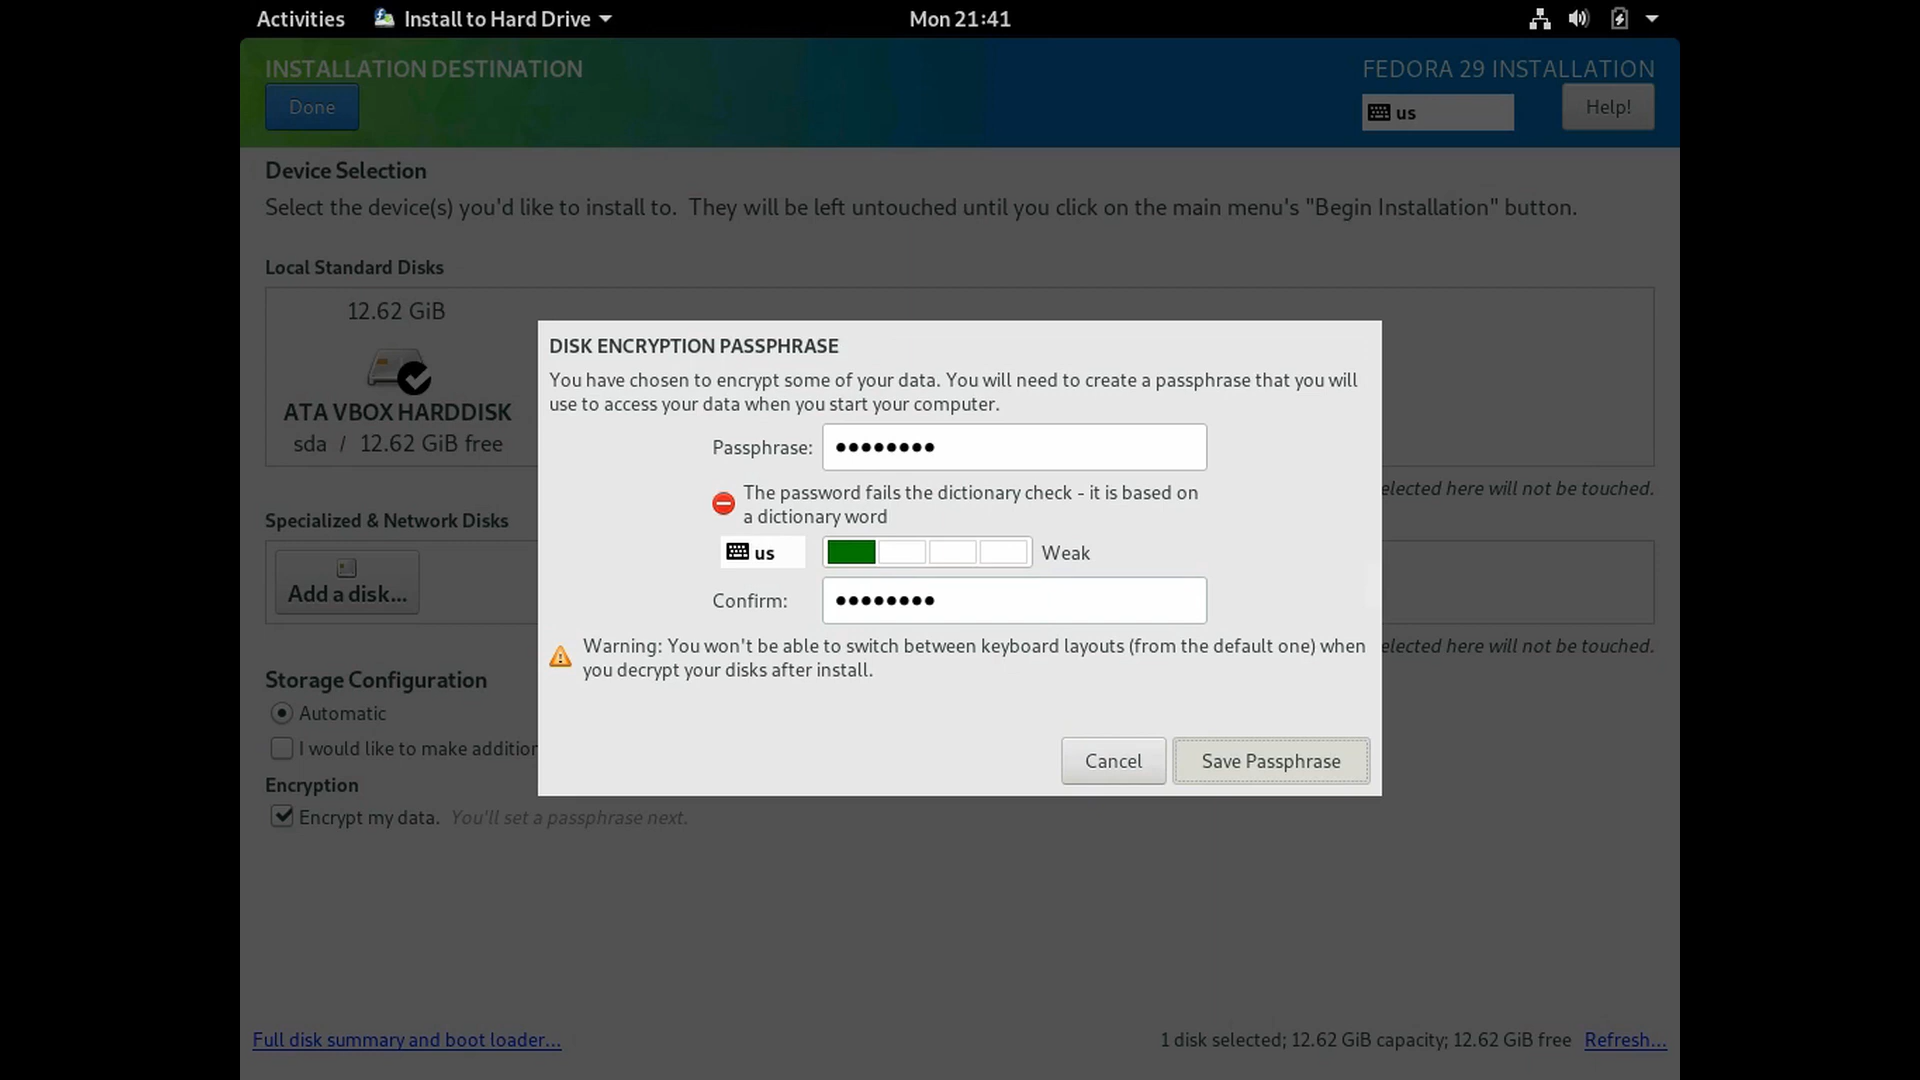 Activities Install to Hard Drive Mon 21:41
INSTALLATION DESTINATION FEDORA 29 INSTALLATION
Done us Help!
Device Selection
Select the device(s) you'd like to install to. They will be left untouched until you click on the main menu's "Begin Installation" button.
Local Standard Disks
12.62 GiB
ATA VBOX HARDDISK
sda / 12.62 GiB free
elected here will not be touched.
Specialized & Network Disks
Add a disk...
elected here will not be touched.
Storage Configuration
Automatic
I would like to make addition
Encryption
Encrypt my data. You'll set a passphrase next.
DISK ENCRYPTION PASSPHRASE
You have chosen to encrypt some of your data. You will need to create a passphrase that you will
use to access your data when you start your computer.
Passphrase: ●●●●●●●●
The password fails the dictionary check - it is based on
a dictionary word
us Weak
Confirm: ●●●●●●●●
Warning: You won't be able to switch between keyboard layouts (from the default one) when
you decrypt your disks after install.
Cancel Save Passphrase
Full disk summary and boot loader... 1 disk selected; 12.62 GiB capacity; 12.62 GiB free Refresh...